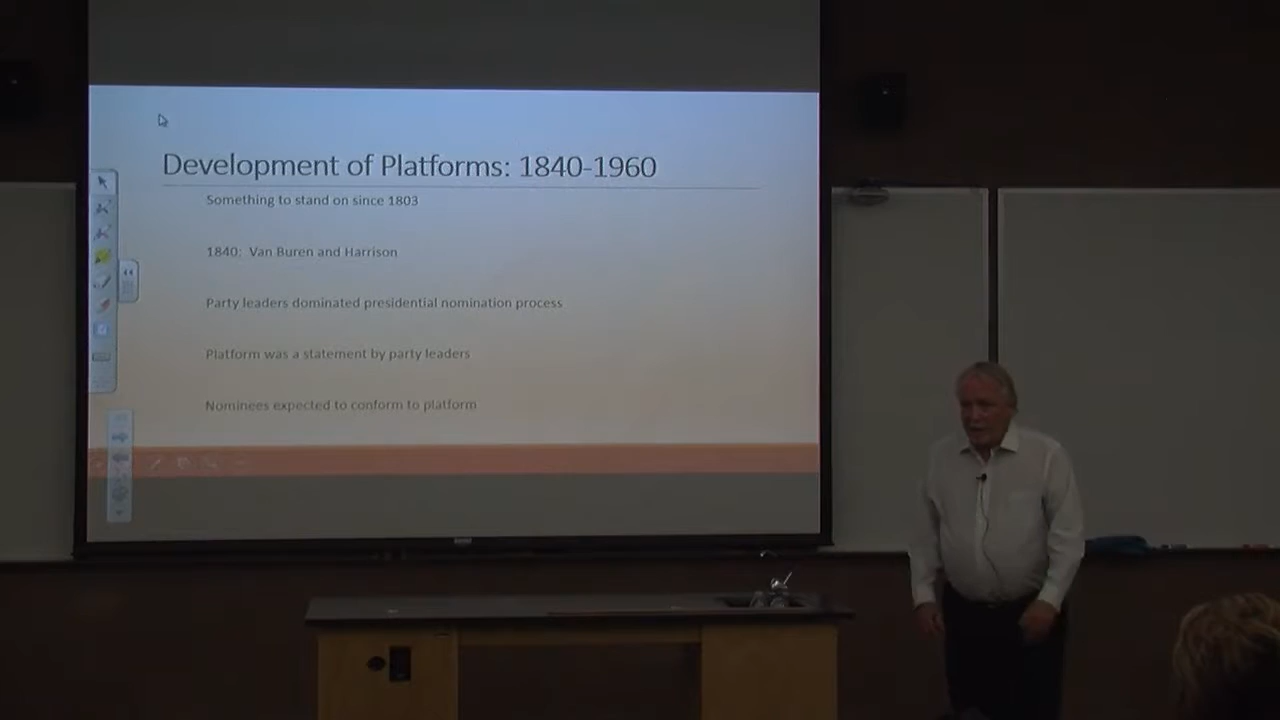 Development of Platforms: 1840-1960
Something to stand on since 1803
1840: Van Buren and Harrison
Party leaders dominated presidential nomination process
Platform was a statement by party leaders
Nominees expected to conform to platform